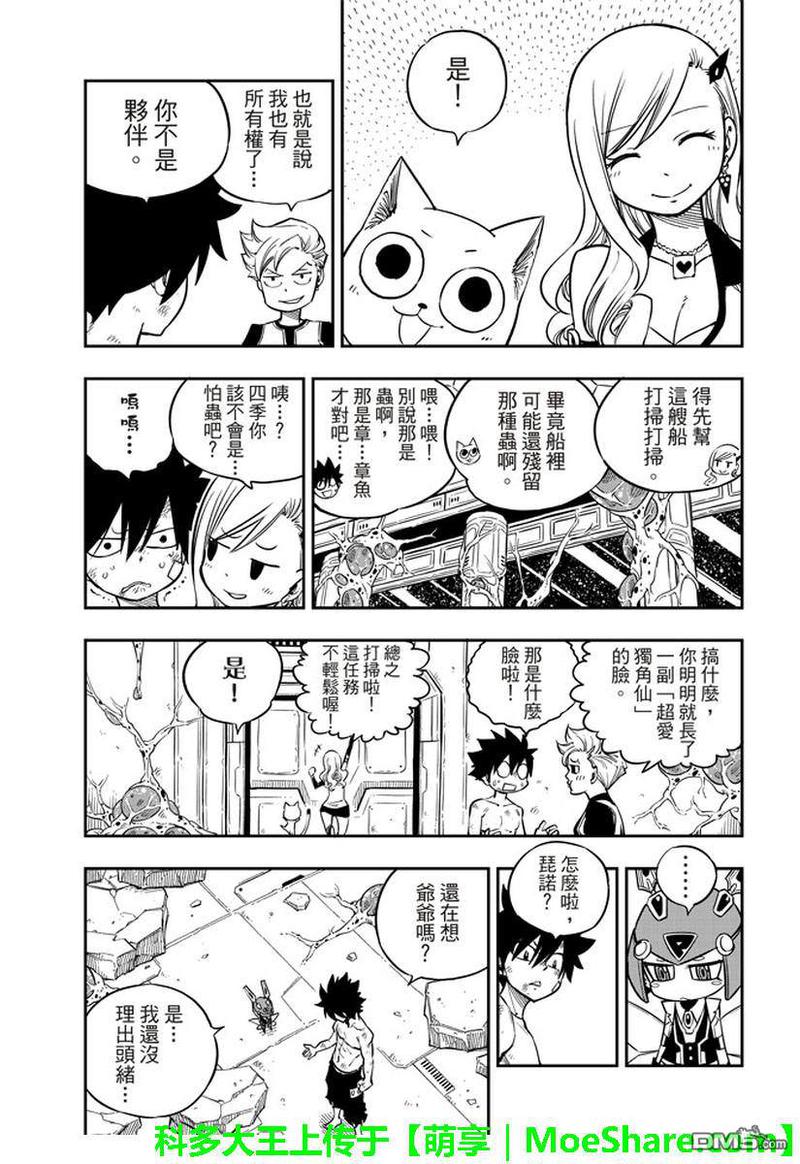 是！
也就是說
我也有
所有權了…
你不是
夥伴。
得先幫
這艘船
打掃打掃。
畢竟船裡
可能還殘留
那種蟲啊。
喂…喂！
別說那是
蟲啊，
那是章…章魚
才對吧…
咦…？
四季你
該不會是…
怕蟲吧？
嗚嗚…
搞什麼，
你明明就長了
一副「超愛
獨角仙」
的臉。
那是什麼
臉啦！
總之
打掃啦！
這任務
不輕鬆喔！
是！
……
怎麼啦，
琵諾？
還在想
爺爺嗎？
是…
我還沒
理出頭緒…
科多大王上传于【萌享｜MoeShare
】